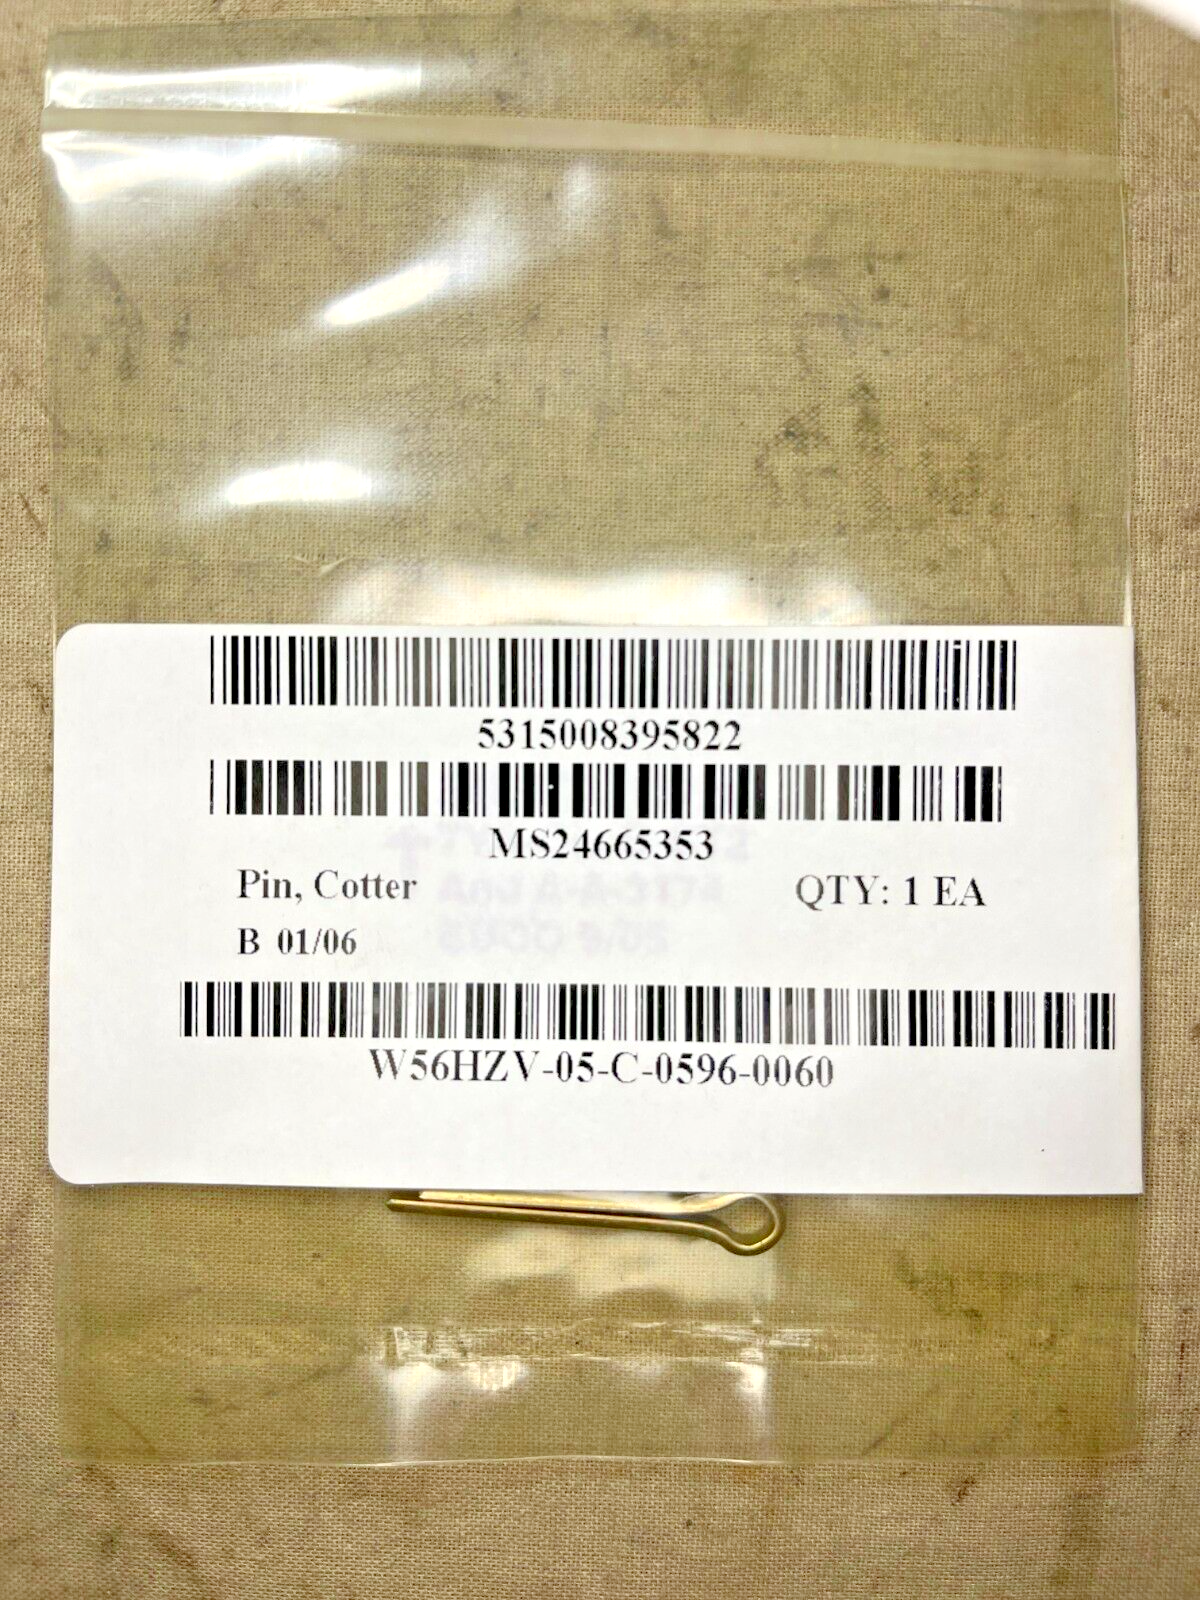 5315008395822
MS24665353
Pin, Cotter QTY: 1 EA
B 01/06
W56HZV-05-C-0596-0060